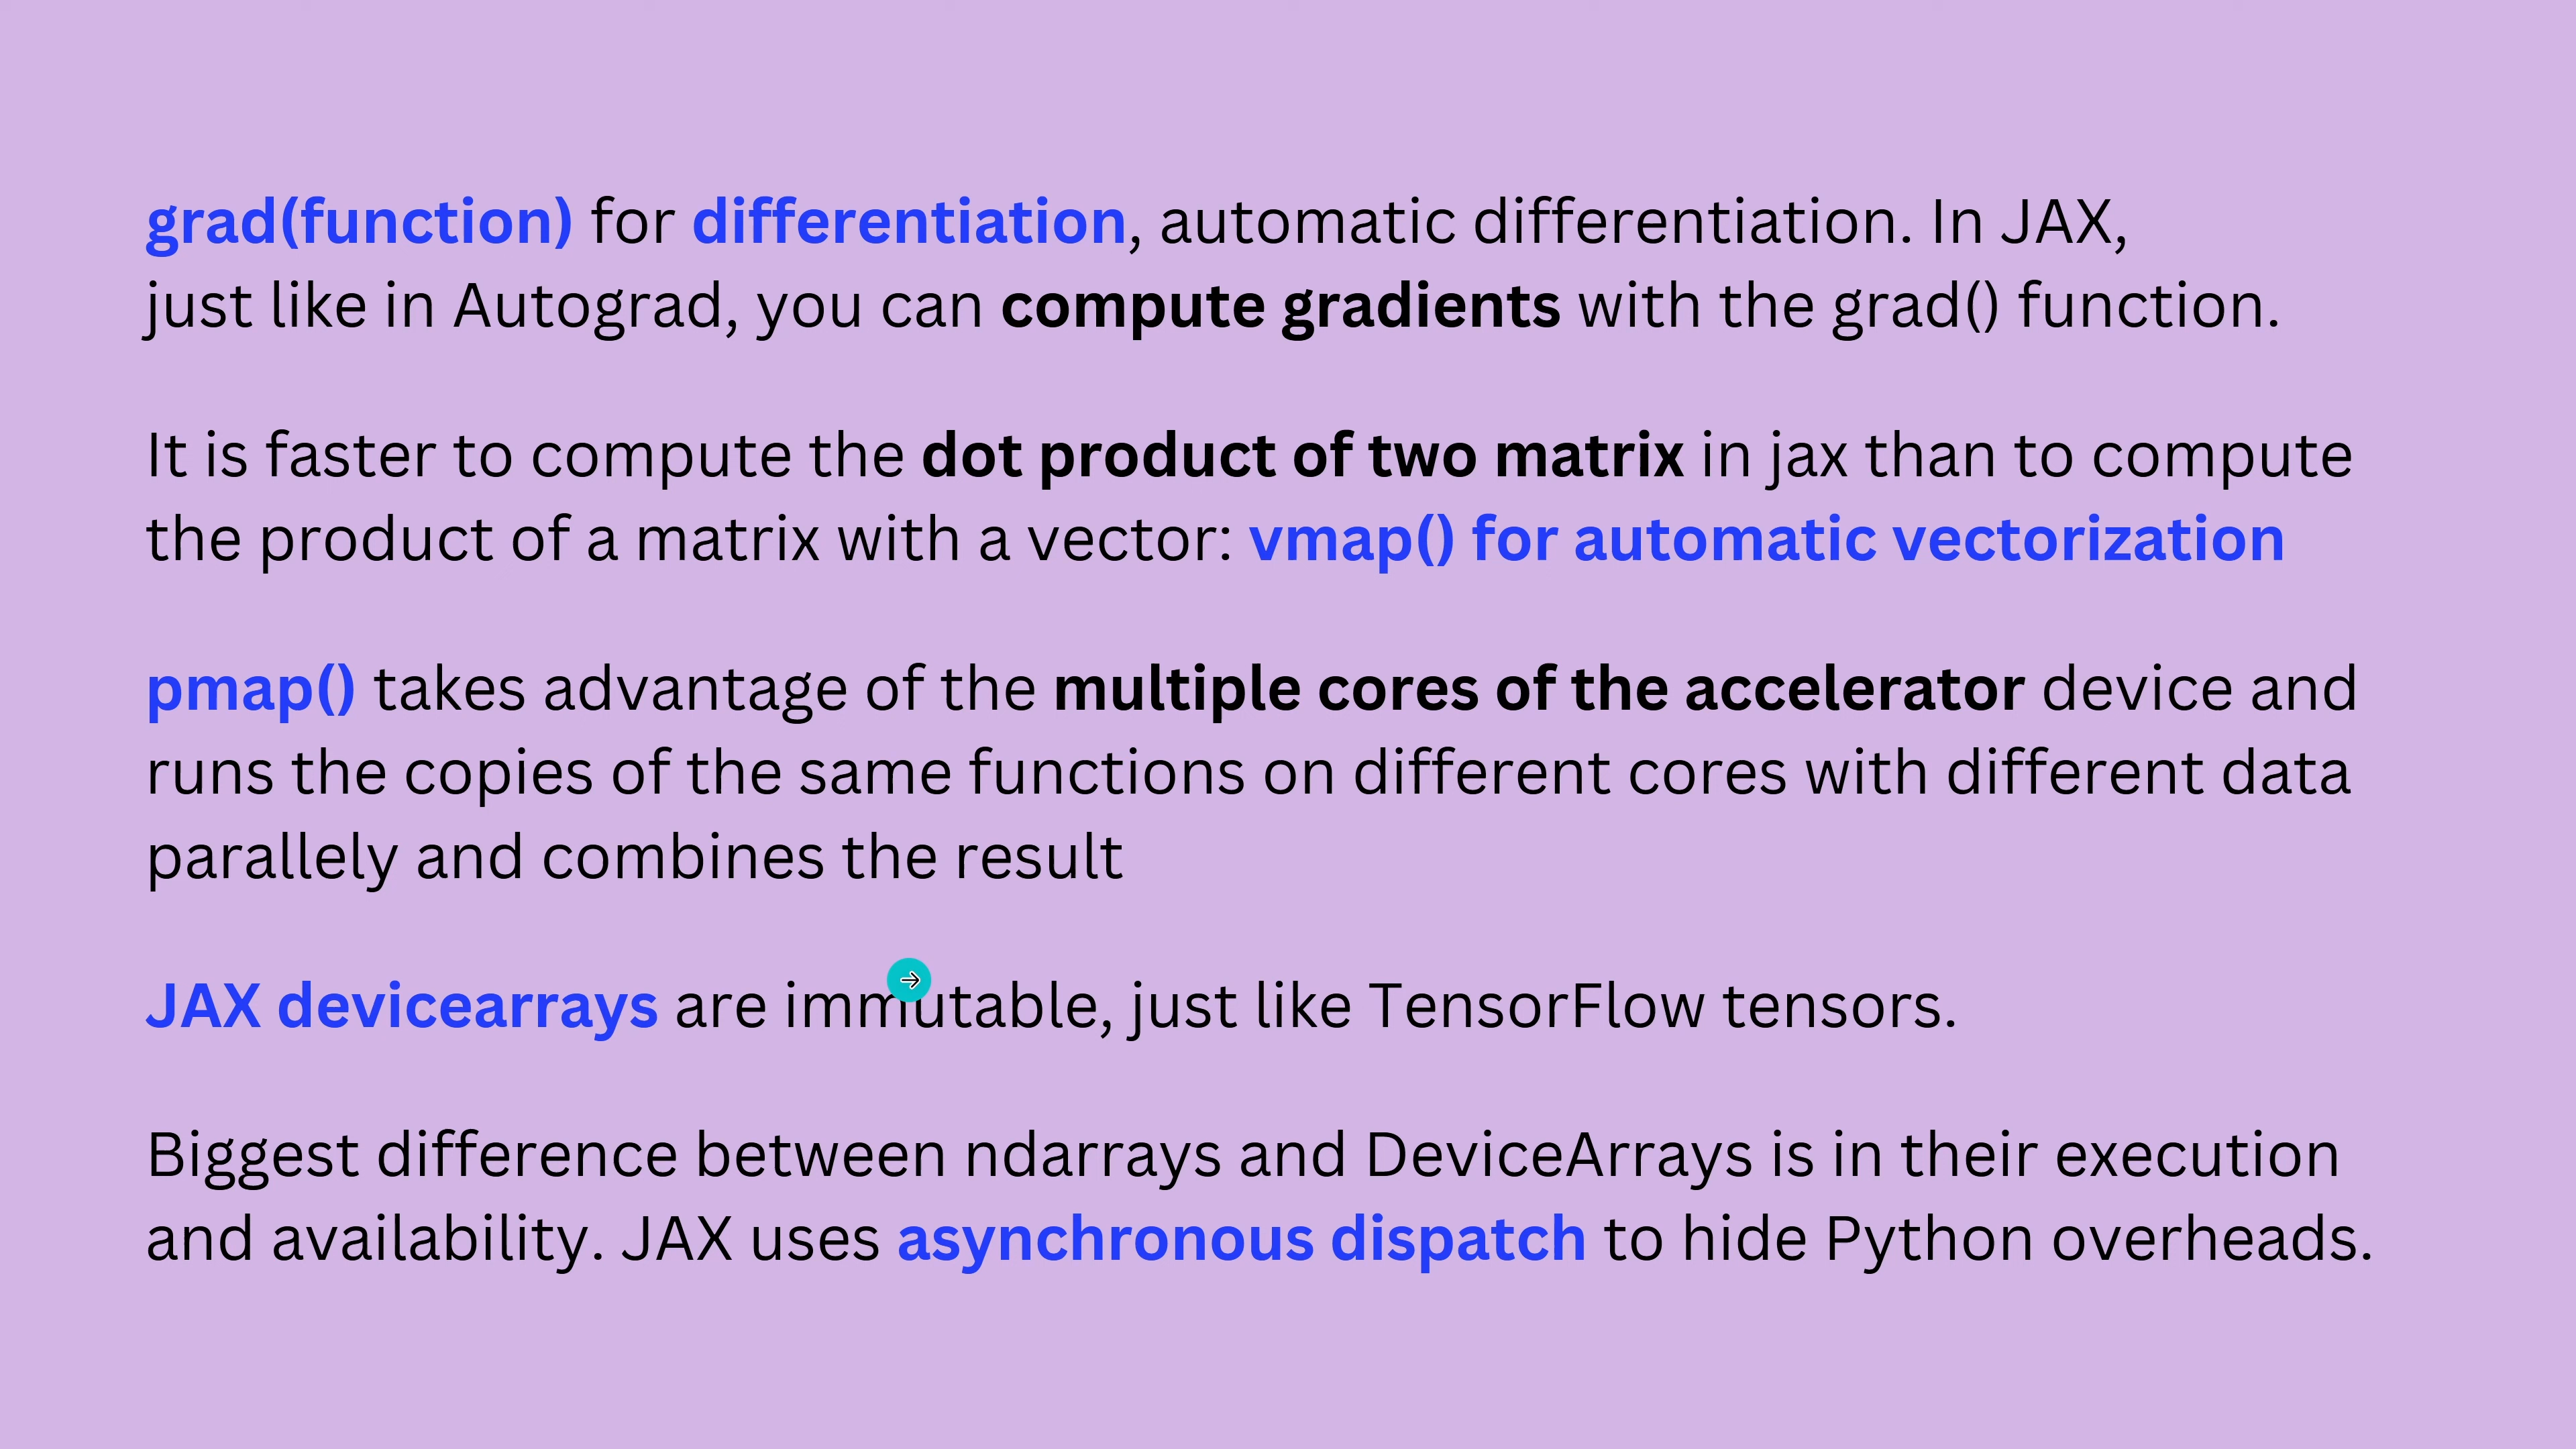 grad(function) for differentiation, automatic differentiation. In JAX,
just like in Autograd, you can compute gradients with the grad() function.
It is faster to compute the dot product of two matrix in jax than to compute
the product of a matrix with a vector: vmap() for automatic vectorization
pmap() takes advantage of the multiple cores of the accelerator device and
runs the copies of the same functions on different cores with different data
parallely and combines the result
JAX devicearrays are immutable, just like TensorFlow tensors.
Biggest difference between ndarrays and DeviceArrays is in their execution
and availability. JAX uses asynchronous dispatch to hide Python overheads.